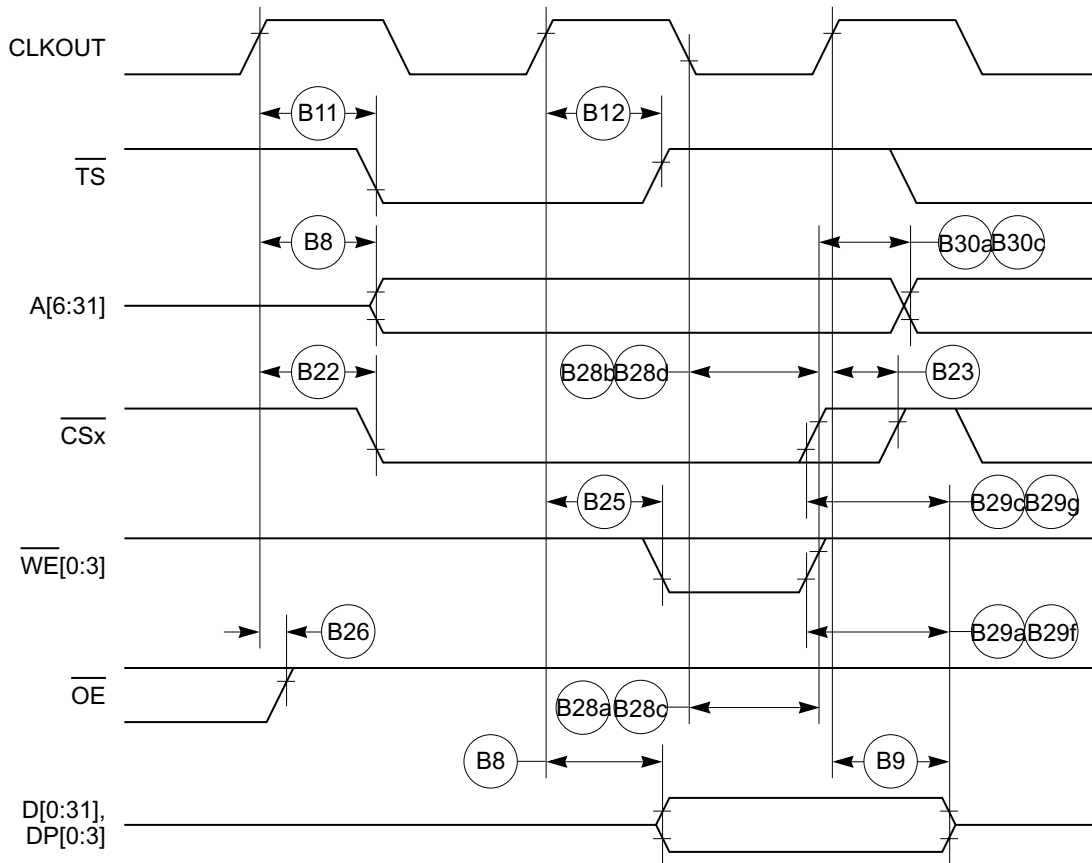 CLKOUT
B11
B12
TS
B8
B30a B30c
A[6:31]
B22
B28b B28d
B23
CSx
B25
B29c B29g
WE[0:3]
B26
B29a B29f
OE
B28a B28c
B8
B9
D[0:31],
DP[0:3]